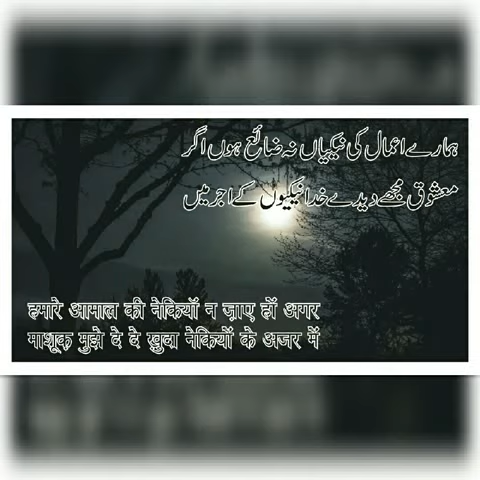 ہمارے اعمال کی نیکیاں نہ ضائع ہوں اگر
معشوق مجھے دیدے خدا نیکیوں کے اجر میں
हमारे आमाल की नेकियाँ न ज़ाए हों अगर
माशूक़ मुझे दे दे ख़ुदा नेकियों के अजर में